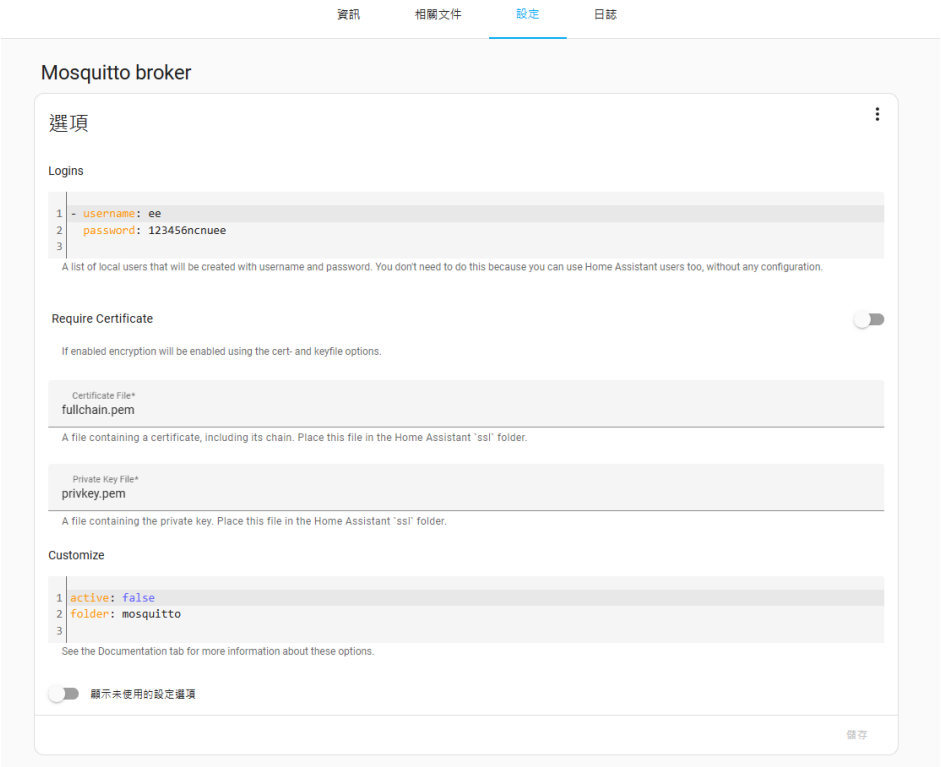 資訊 相關文件 設定 日誌
Mosquitto broker
選項
Logins
1 - username: ee
2 password: 123456ncnuee
3
A list of local users that will be created with username and password. You don't need to do this because you can use Home Assistant users too, without any configuration.
Require Certificate
If enabled encryption will be enabled using the cert- and keyfile options.
Certificate File*
fullchain.pem
A file containing a certificate, including its chain. Place this file in the Home Assistant `ssl` folder.
Private Key File*
privkey.pem
A file containing the private key. Place this file in the Home Assistant `ssl` folder.
Customize
1 active: false
2 folder: mosquitto
3
See the Documentation tab for more information about these options.
顯示未使用的設定選項
儲存